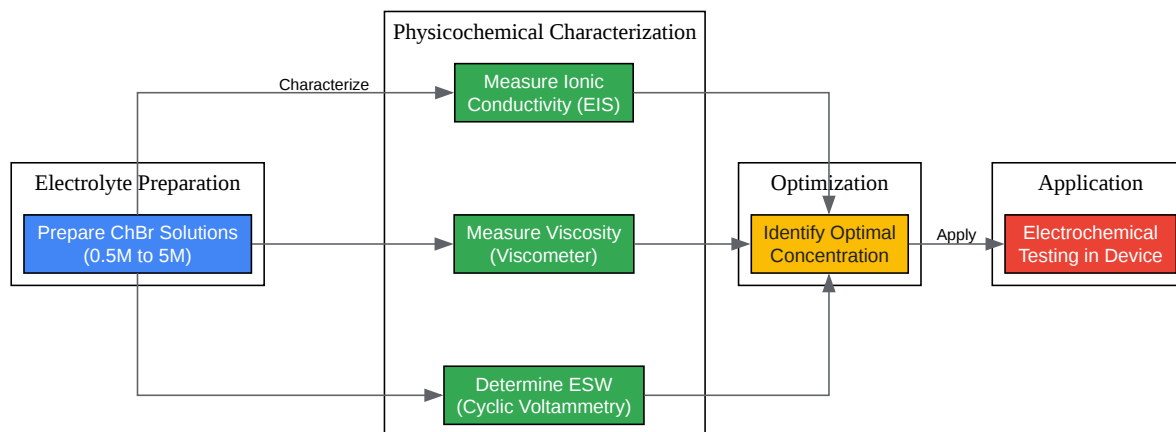 Physicochemical Characterization
Characterize
Measure Ionic
Conductivity (EIS)
Electrolyte Preparation
Prepare ChBr Solutions
(0.5M to 5M)
Measure Viscosity
(Viscometer)
Determine ESW
(Cyclic Voltammetry)
Optimization
Identify Optimal
Concentration
Apply
Application
Electrochemical
Testing in Device